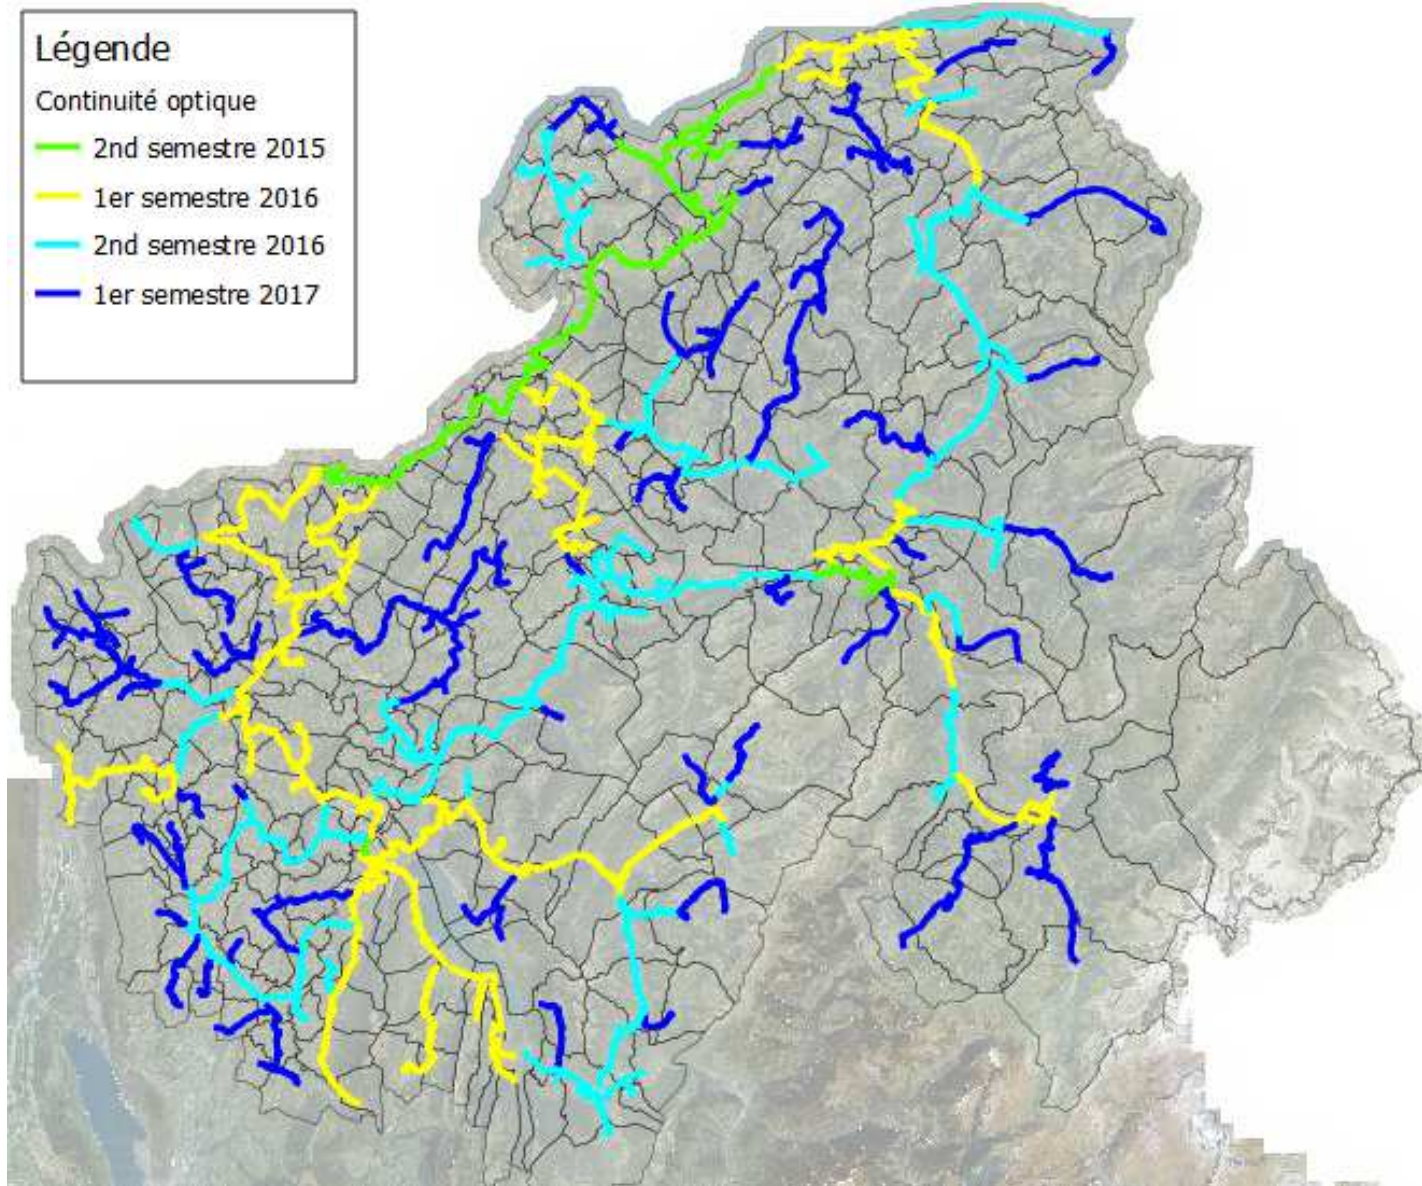 Légende
Continuité optique
2nd semestre 2015
1er semestre 2016
2nd semestre 2016
1er semestre 2017